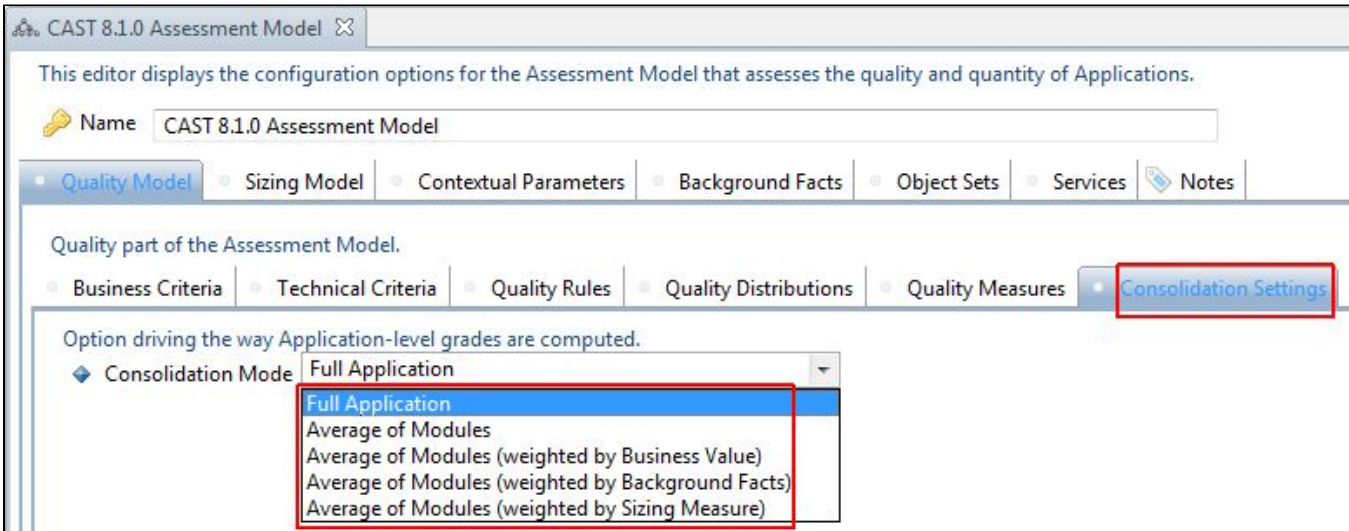 CAST 8.1.0 Assessment Model
This editor displays the configuration options for the Assessment Model that assesses the quality and quantity of Applications.
Name CAST 8.1.0 Assessment Model
Quality Model Sizing Model Contextual Parameters Background Facts Object Sets Services Notes
Quality part of the Assessment Model.
Business Criteria Technical Criteria Quality Rules Quality Distributions Quality Measures Consolidation Settings
Option driving the way Application-level grades are computed.
Consolidation Mode Full Application
Full Application
Average of Modules
Average of Modules (weighted by Business Value)
Average of Modules (weighted by Background Facts)
Average of Modules (weighted by Sizing Measure)